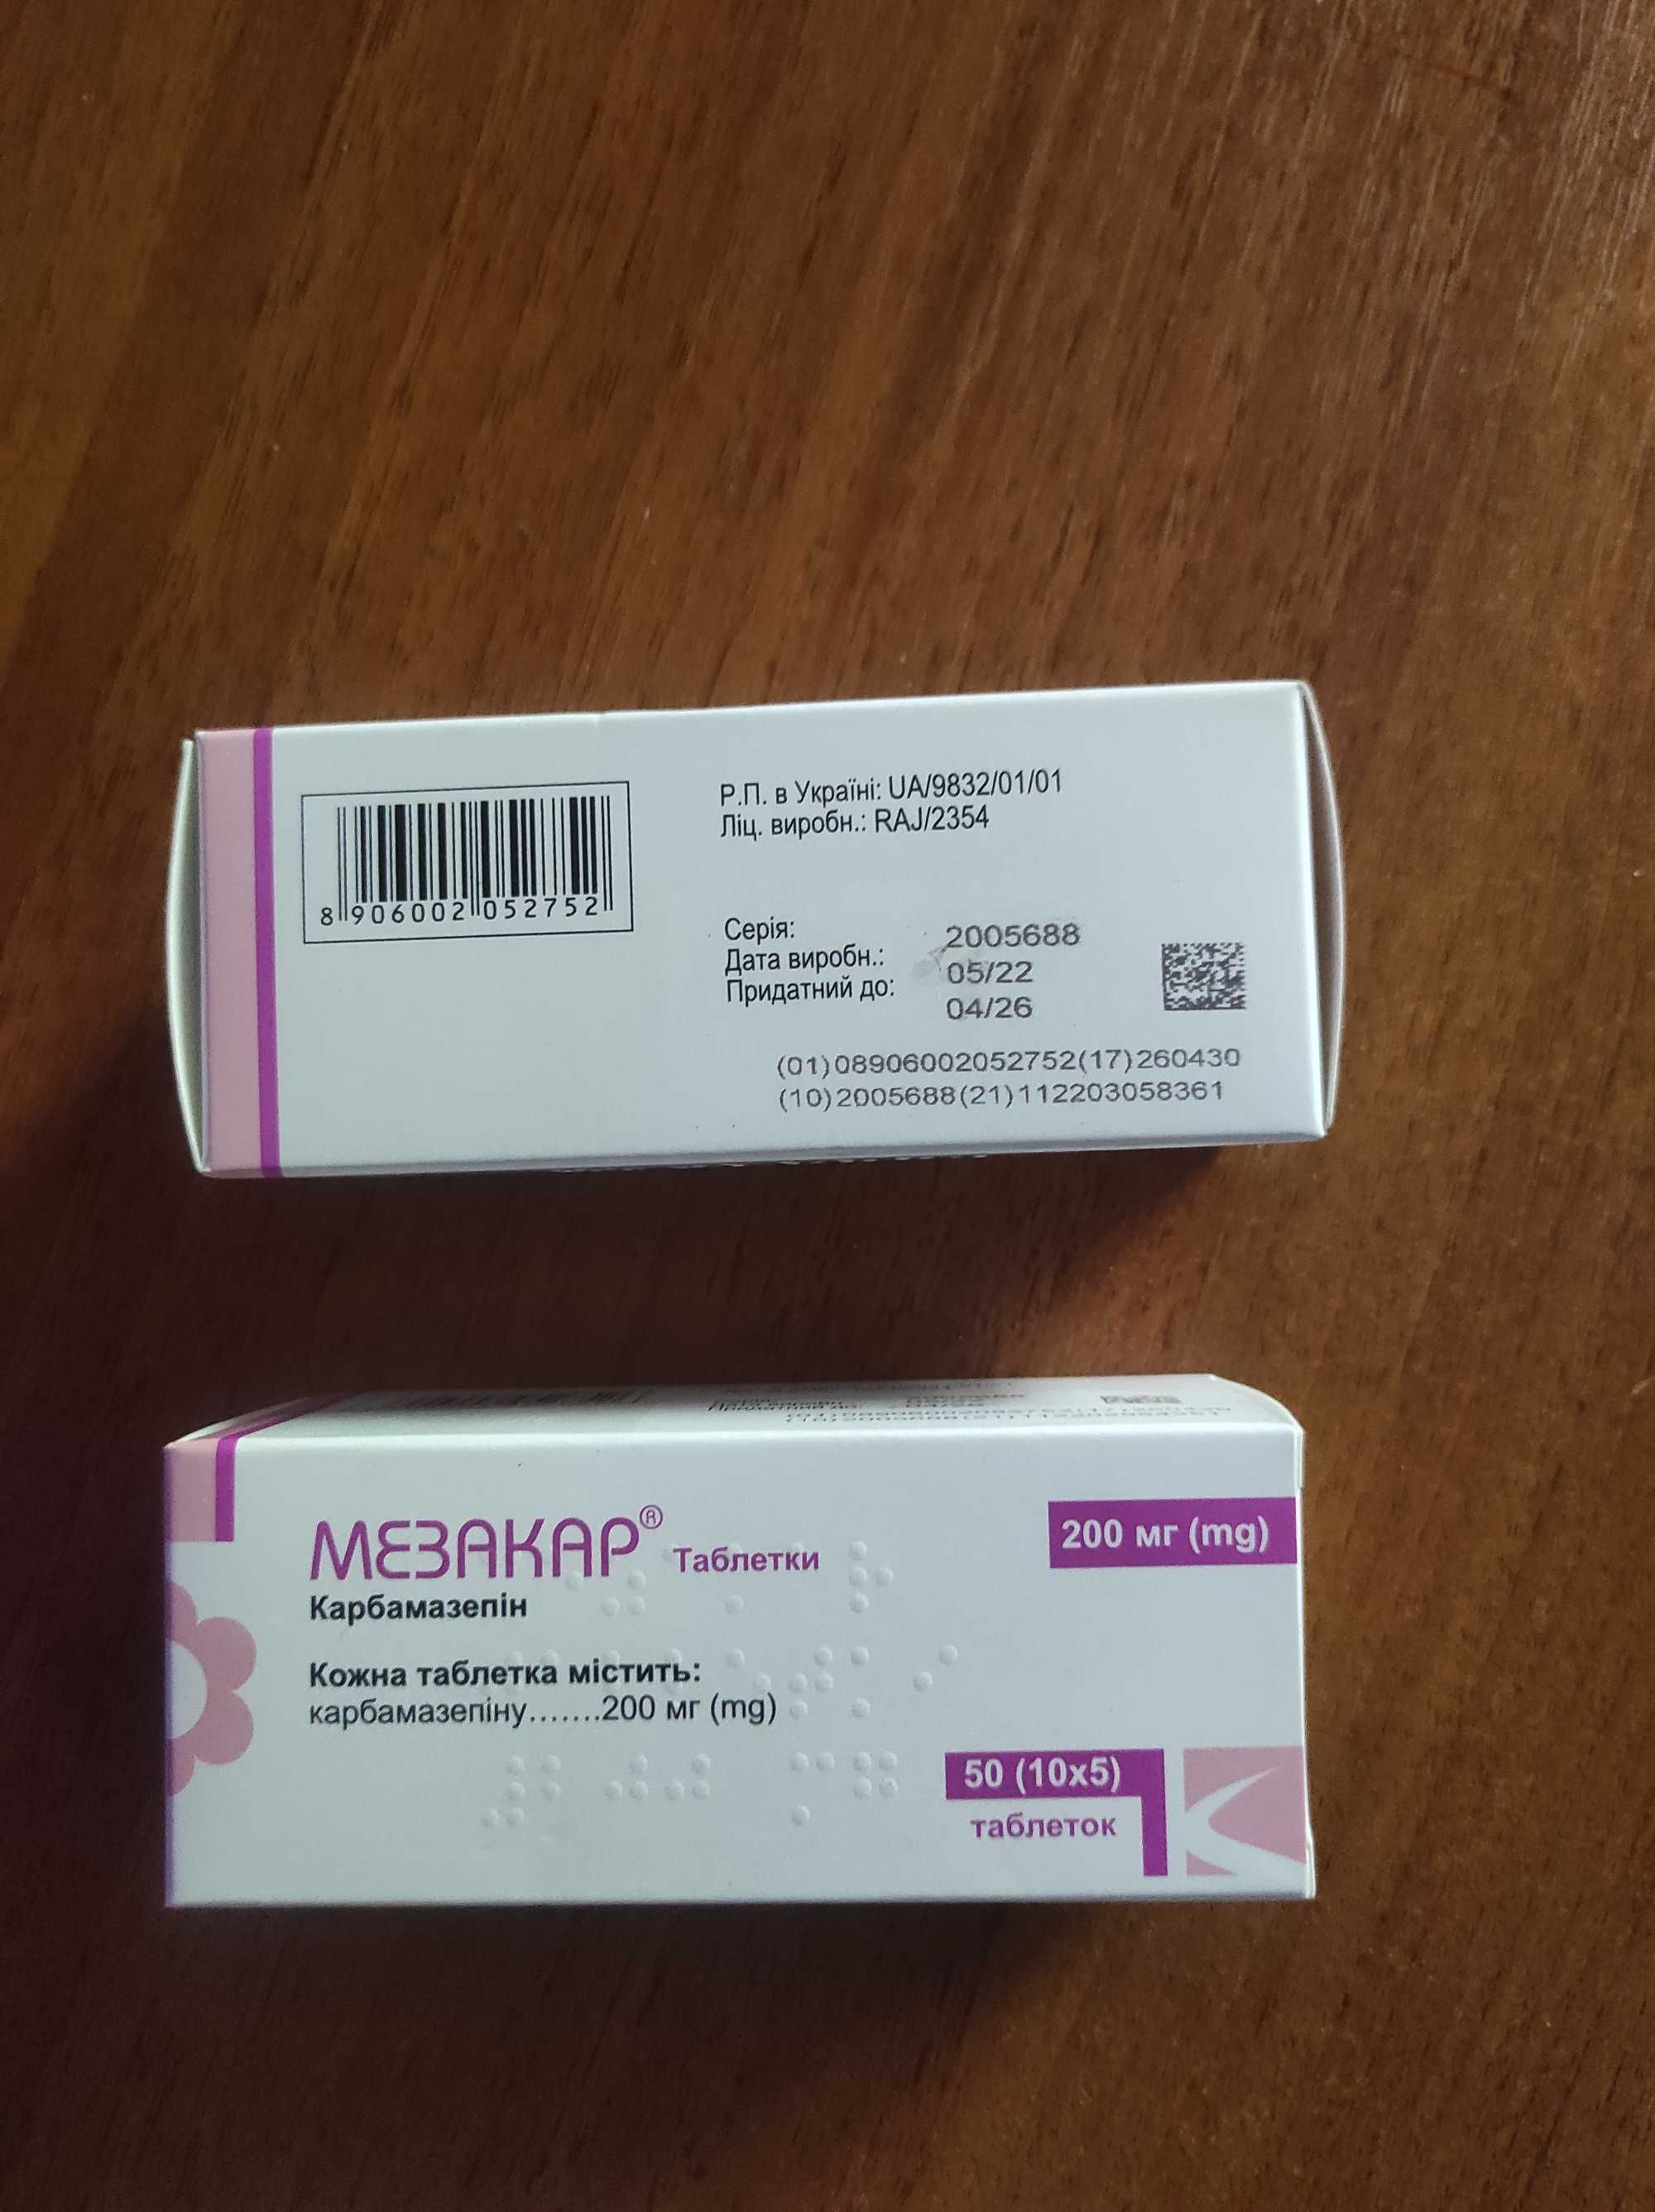 8 906002 052752
Р.П. в Україні: UA/9832/01/01
Ліц. виробн.: RAJ/2354
Серія: 2005688
Дата виробн.: 05/22
Придатний до: 04/26
(01)08906002052752(17)260430
(10)2005688(21)112203058361
МЕЗАКАР® Таблетки
200 мг (mg)
Карбамазепін
Кожна таблетка містить:
карбамазепіну.......200 мг (mg)
50 (10x5)
таблеток